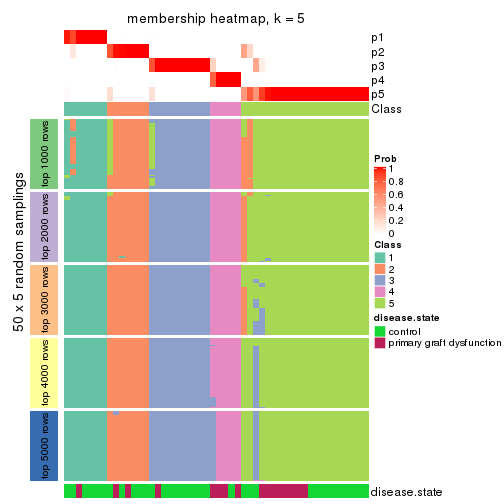 membership heatmap, k = 5
p1
p2
p3
p4
p5
Class
50 x 5 random samplings
top 1000 rows
top 2000 rows
top 3000 rows
top 4000 rows
top 5000 rows
Prob
1
0.8
0.6
0.4
0.2
0
Class
1
2
3
4
5
disease.state
control
primary graft dysfunction
disease.state